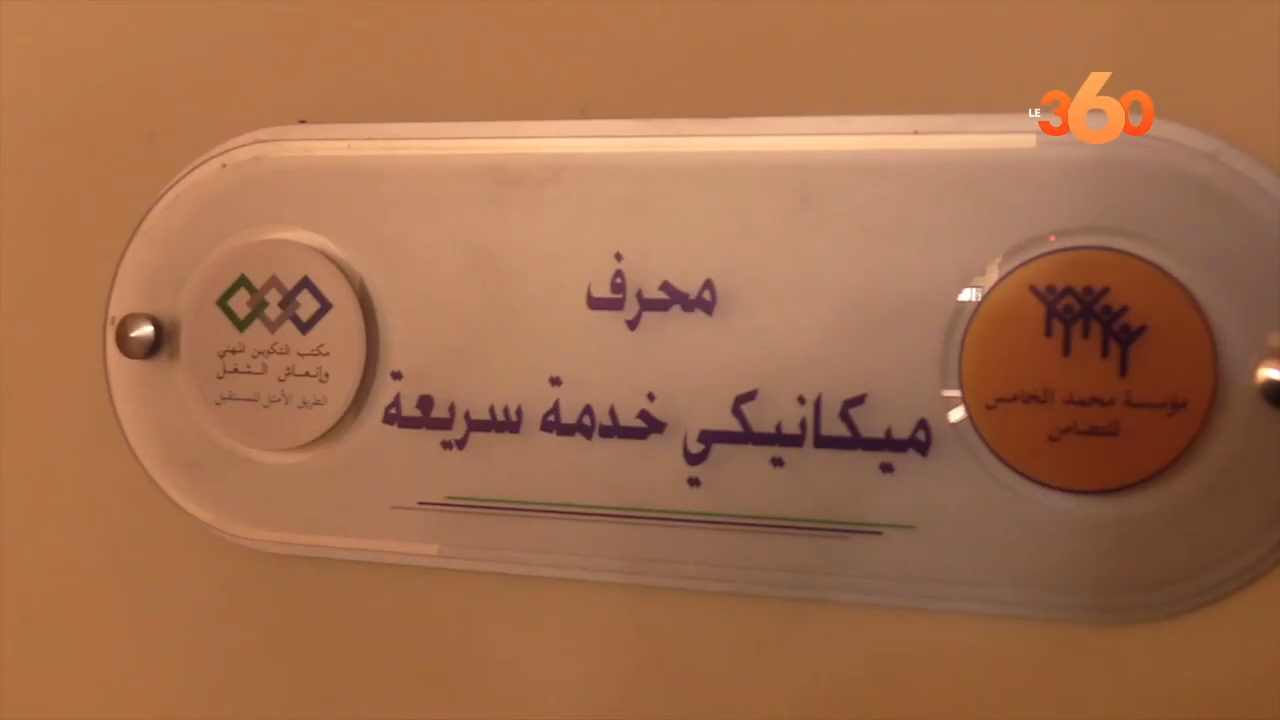 LE 360
محرف
ميكانيكي خدمة سريعة
مؤسسة محمد الخامس
للتضامن
مكتب التكوين المهني
وإنعاش الشغل
الطريق الأمثل للمستقبل